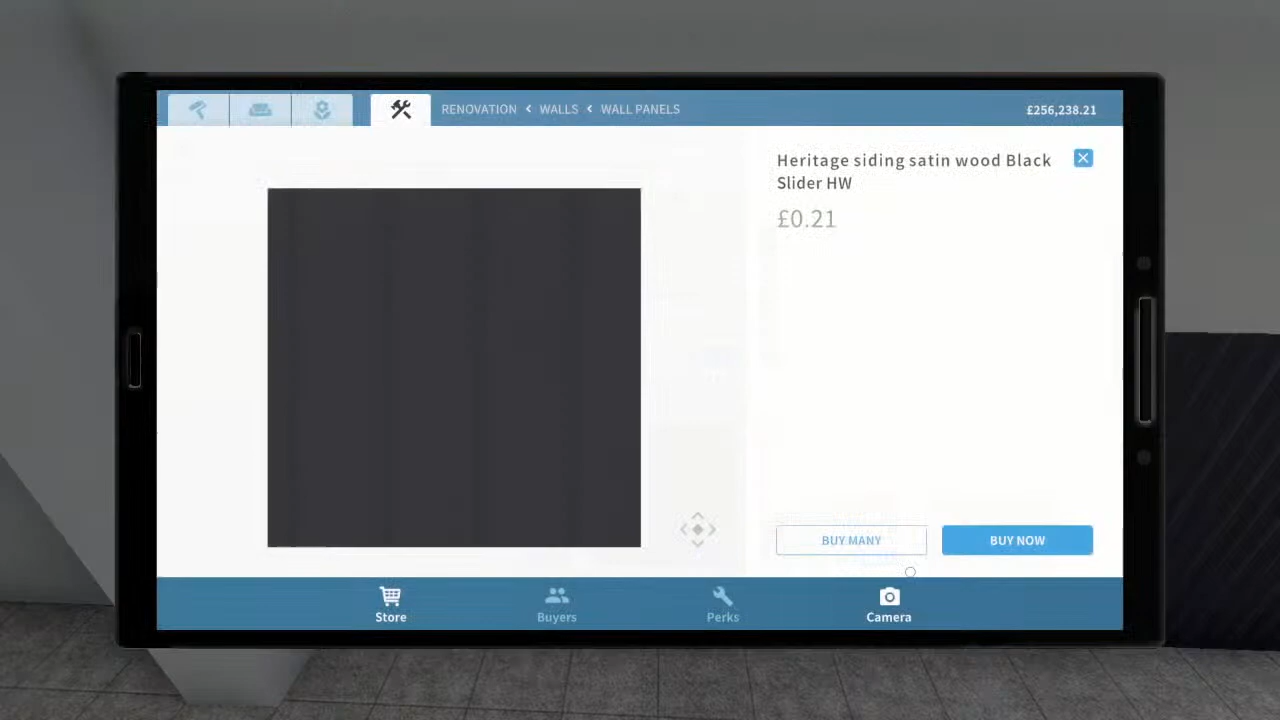 RENOVATION < WALLS < WALL PANELS
£256,238.21
Heritage siding satin wood Black
Slider HW
£0.21
BUY MANY
BUY NOW
Store
Buyers
Perks
Camera